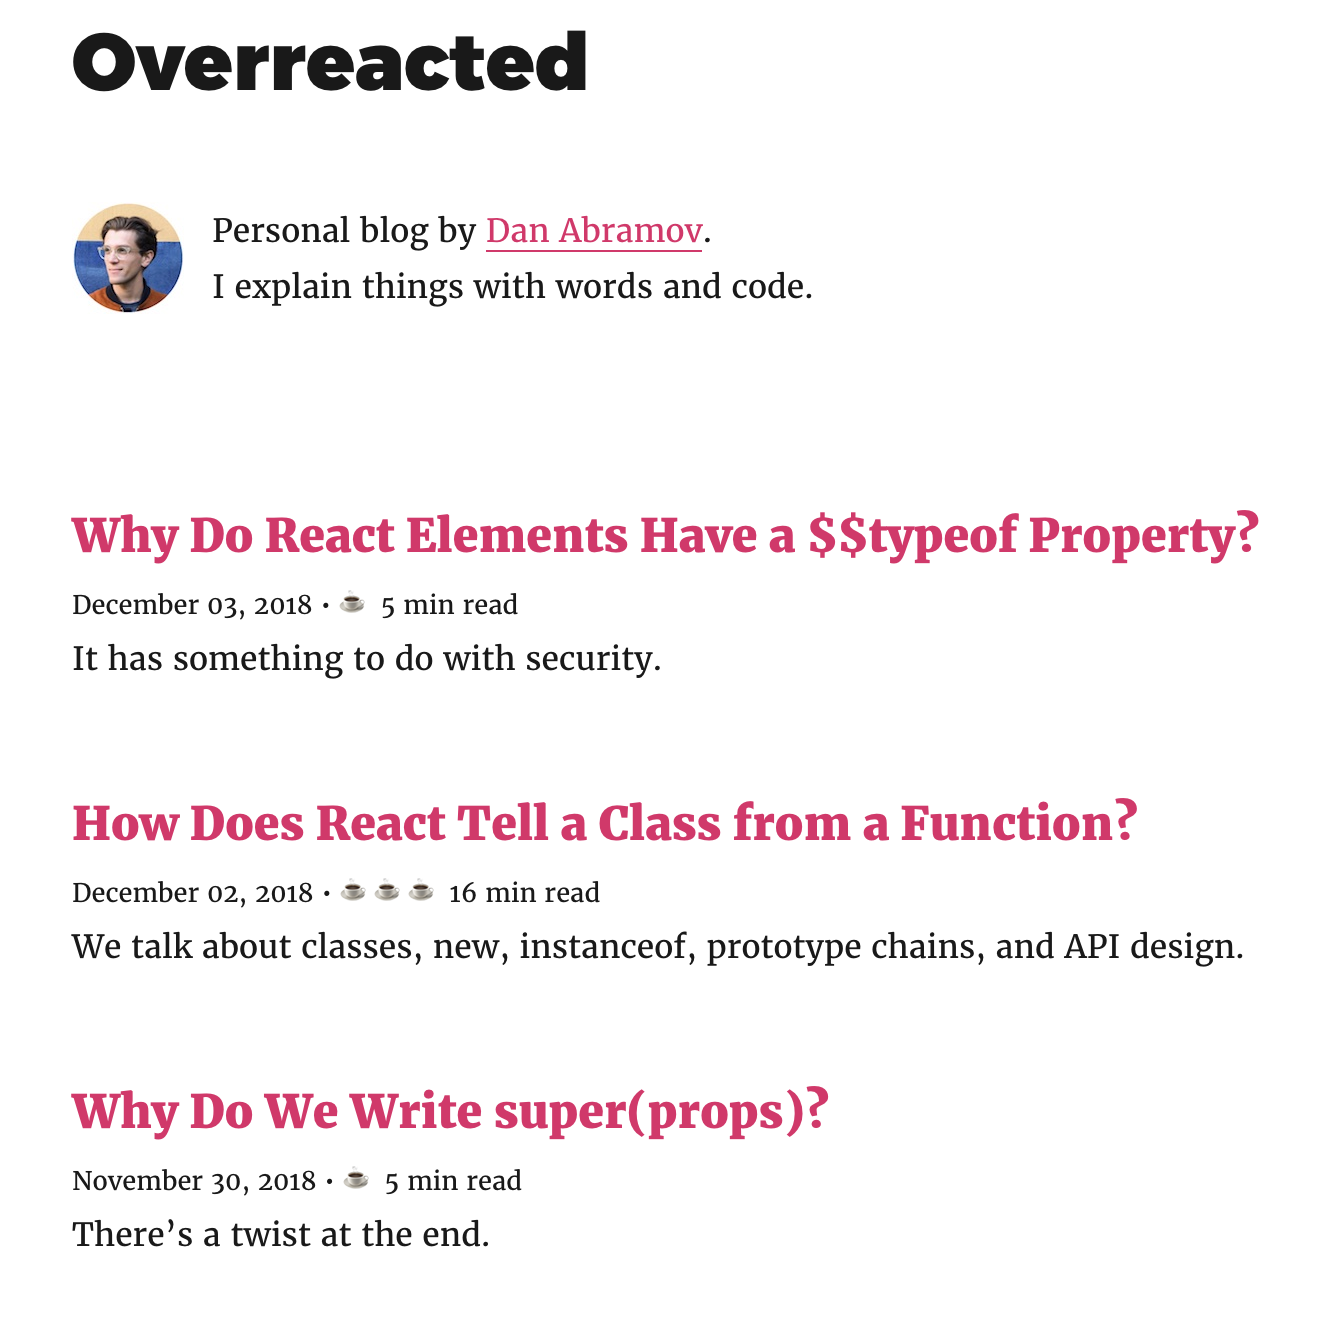 Overreacted
Personal blog by Dan Abramov.
I explain things with words and code.
Why Do React Elements Have a $$typeof Property?
December 03, 2018 • ☕ 5 min read
It has something to do with security.
How Does React Tell a Class from a Function?
December 02, 2018 • ☕☕☕ 16 min read
We talk about classes, new, instanceof, prototype chains, and API design.
Why Do We Write super(props)?
November 30, 2018 • ☕ 5 min read
There’s a twist at the end.